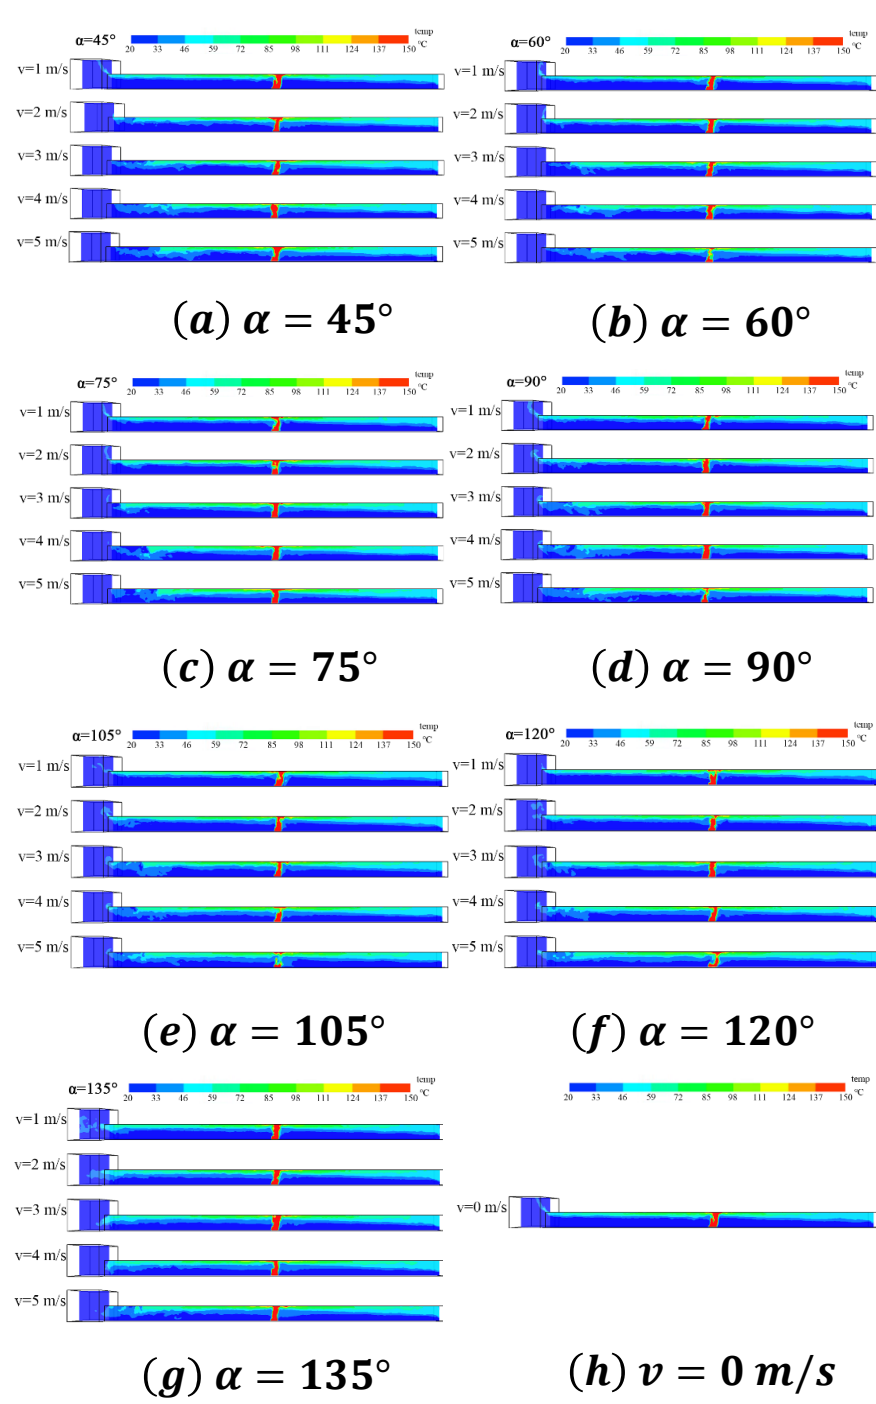 α=45° temp
20 33 46 59 72 85 98 111 124 137 150 °C
v=1 m/s
v=2 m/s
v=3 m/s
v=4 m/s
v=5 m/s
(a) α = 45°
α=60° temp
20 33 46 59 72 85 98 111 124 137 150 °C
v=1 m/s
v=2 m/s
v=3 m/s
v=4 m/s
v=5 m/s
(b) α = 60°
α=75° temp
20 33 46 59 72 85 98 111 124 137 150 °C
v=1 m/s
v=2 m/s
v=3 m/s
v=4 m/s
v=5 m/s
(c) α = 75°
α=90° temp
20 33 46 59 72 85 98 111 124 137 150 °C
v=1 m/s
v=2 m/s
v=3 m/s
v=4 m/s
v=5 m/s
(d) α = 90°
α=105° temp
20 33 46 59 72 85 98 111 124 137 150 °C
v=1 m/s
v=2 m/s
v=3 m/s
v=4 m/s
v=5 m/s
(e) α = 105°
α=120° temp
20 33 46 59 72 85 98 111 124 137 150 °C
v=1 m/s
v=2 m/s
v=3 m/s
v=4 m/s
v=5 m/s
(f) α = 120°
α=135° temp
20 33 46 59 72 85 98 111 124 137 150 °C
v=1 m/s
v=2 m/s
v=3 m/s
v=4 m/s
v=5 m/s
(g) α = 135°
temp
20 33 46 59 72 85 98 111 124 137 150 °C
v=0 m/s
(h) v = 0 m/s